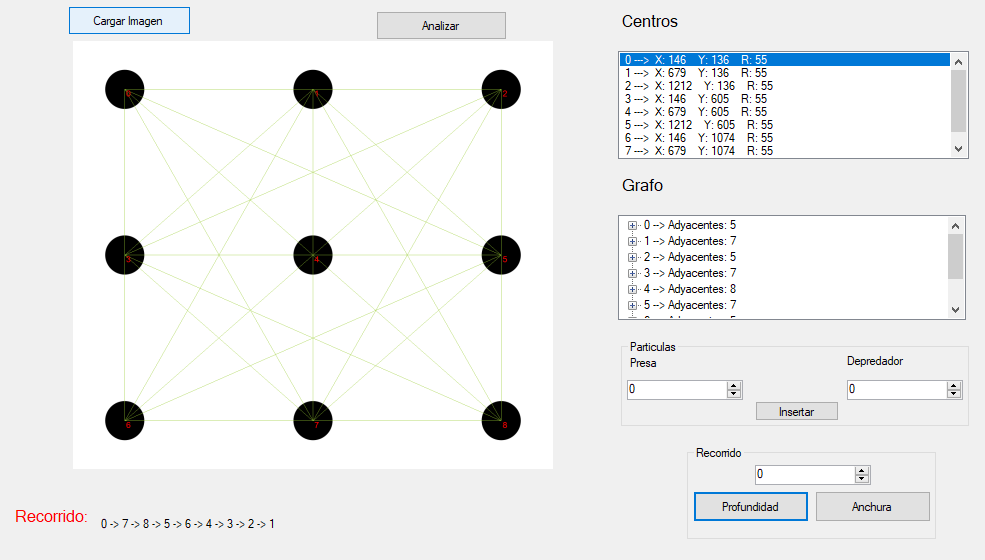 Cargar Imagen
Analizar
0
1
2
3
4
5
6
7
8
Centros
0 ---> X: 146 Y: 136 R: 55
1 ---> X: 679 Y: 136 R: 55
2 ---> X: 1212 Y: 136 R: 55
3 ---> X: 146 Y: 605 R: 55
4 ---> X: 679 Y: 605 R: 55
5 ---> X: 1212 Y: 605 R: 55
6 ---> X: 146 Y: 1074 R: 55
7 ---> X: 679 Y: 1074 R: 55
Grafo
0 --> Adyacentes: 5
1 --> Adyacentes: 7
2 --> Adyacentes: 5
3 --> Adyacentes: 7
4 --> Adyacentes: 8
5 --> Adyacentes: 7
Particulas
Presa
Depredador
0
0
Insertar
Recorrido
0
Profundidad
Anchura
Recorrido: 0 -> 7 -> 8 -> 5 -> 6 -> 4 -> 3 -> 2 -> 1